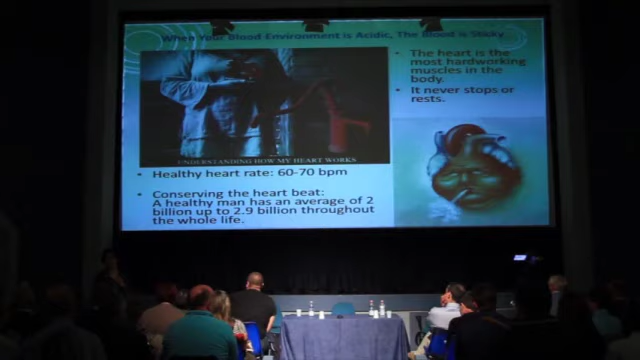 When Your Blood Environment is Acidic, The Blood is Sticky
• The heart is the
most hardworking
muscles in the
body.
• It never stops or
rests.
UNDERSTANDING HOW MY HEART WORKS
• Healthy heart rate: 60-70 bpm
• Conserving the heart beat:
A healthy man has an average of 2
billion up to 2.9 billion throughout
the whole life.